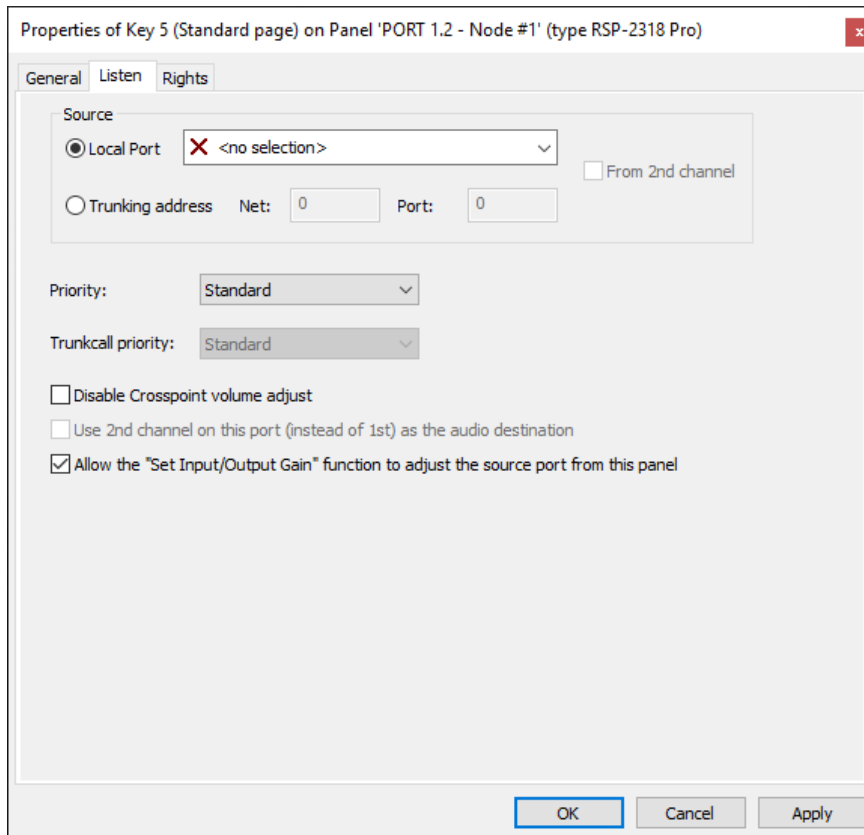 Properties of Key 5 (Standard page) on Panel 'PORT 1.2 - Node #1' (type RSP-2318 Pro)
x
General Listen Rights
Source
Local Port <no selection>
From 2nd channel
Trunking address Net: 0 Port: 0
Priority: Standard
Trunkcall priority: Standard
Disable Crosspoint volume adjust
Use 2nd channel on this port (instead of 1st) as the audio destination
Allow the "Set Input/Output Gain" function to adjust the source port from this panel
OK Cancel Apply